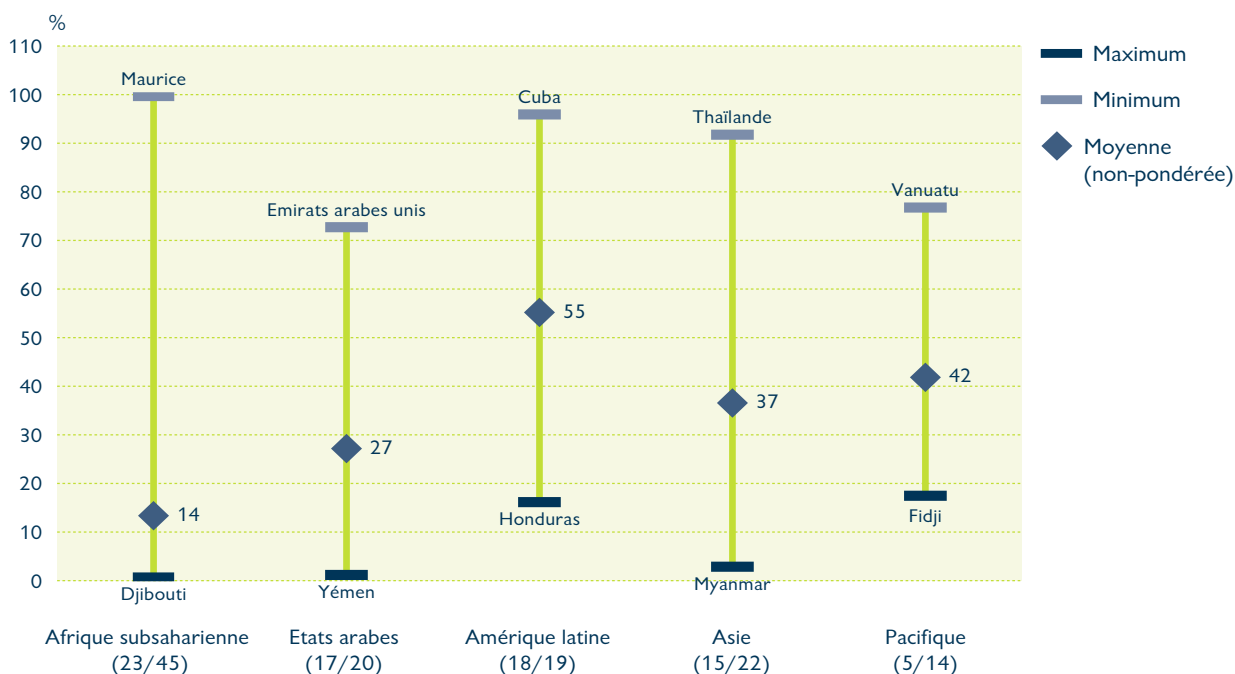 %
110
100
90
80
70
60
50
40
30
20
10
0
Maurice
Emirats arabes unis
Cuba
Thaïlande
Vanuatu
14
27
55
37
42
Djibouti
Yémen
Honduras
Myanmar
Fidji
Afrique subsaharienne
(23/45)
Etats arabes
(17/20)
Amérique latine
(18/19)
Asie
(15/22)
Pacifique
(5/14)
Maximum
Minimum
Moyenne
(non-pondérée)